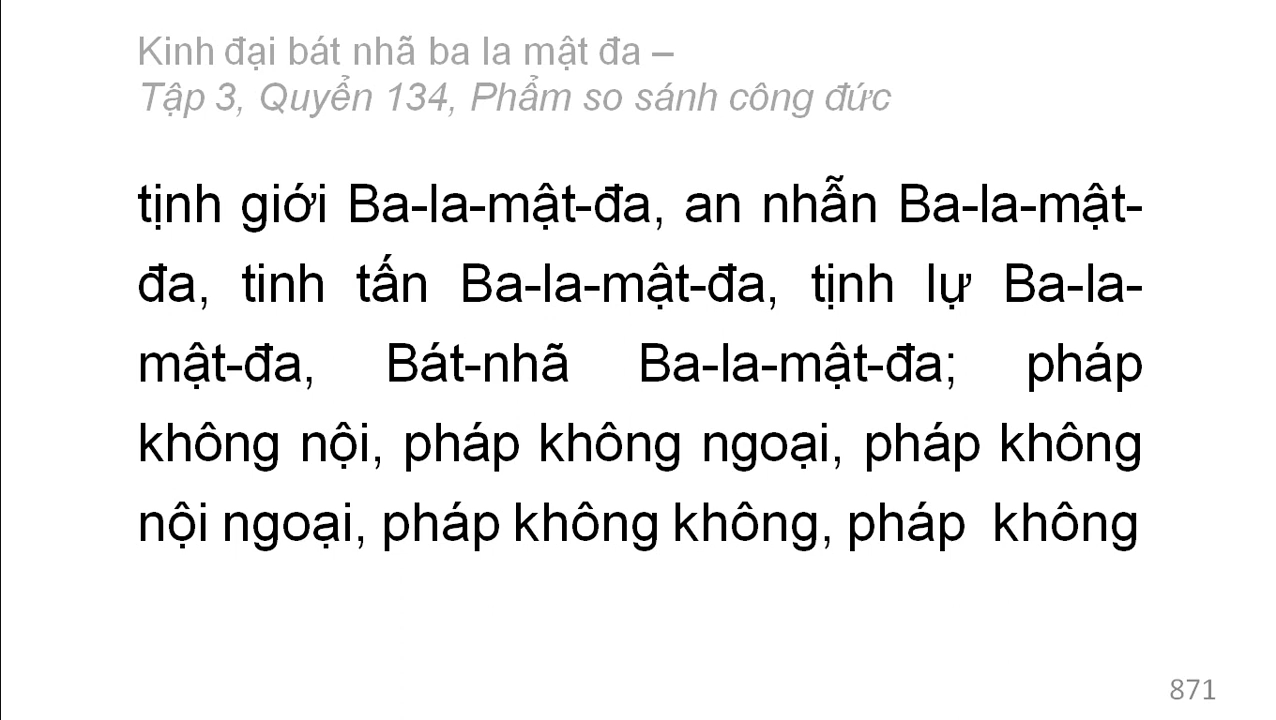 Kinh đại bát nhã ba la mật đa –
Tập 3, Quyển 134, Phẩm so sánh công đức
tịnh giới Ba-la-mật-đa, an nhẫn Ba-la-mật-
đa, tinh tấn Ba-la-mật-đa, tịnh lự Ba-la-
mật-đa, Bát-nhã Ba-la-mật-đa; pháp
không nội, pháp không ngoại, pháp không
nội ngoại, pháp không không, pháp không
871